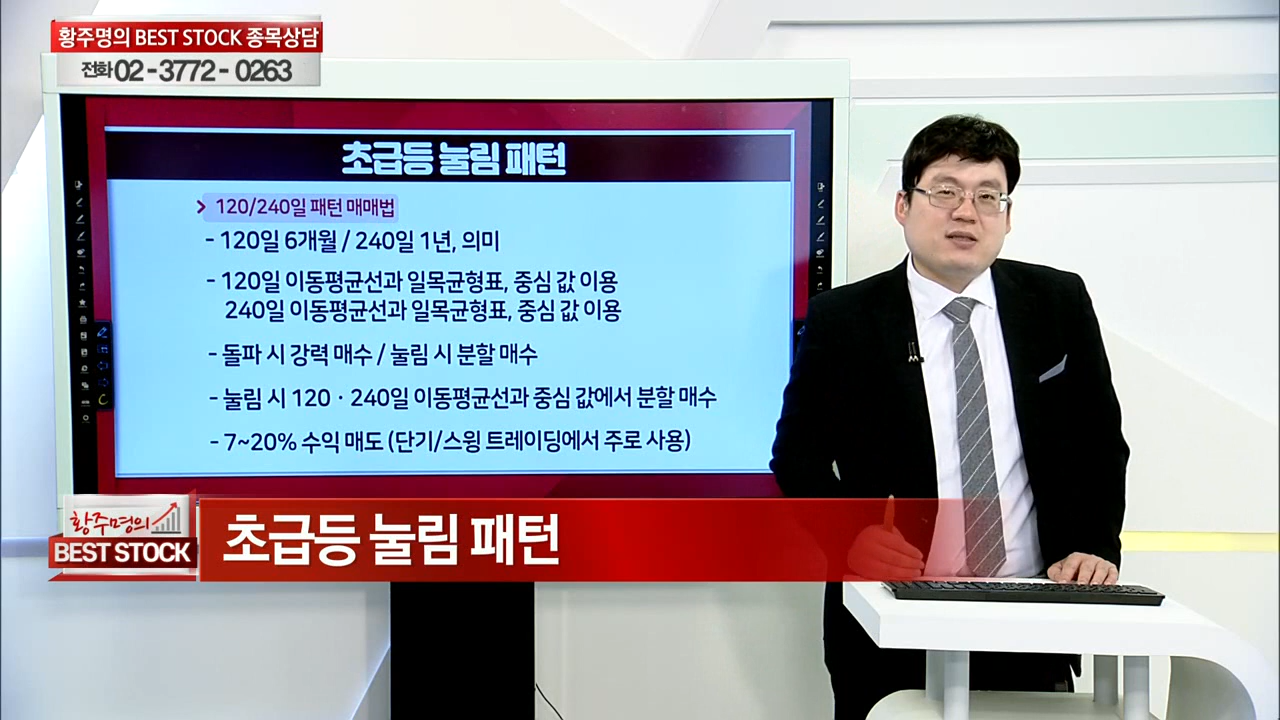 황주명의 BEST STOCK 종목상담
전화 02 - 3772 - 0263
초급등 눌림 패턴
> 120/240일 패턴 매매법
- 120일 6개월 / 240일 1년, 의미
- 120일 이동평균선과 일목균형표, 중심 값 이용
240일 이동평균선과 일목균형표, 중심 값 이용
- 돌파 시 강력 매수 / 눌림 시 분할 매수
- 눌림 시 120 · 240일 이동평균선과 중심 값에서 분할 매수
- 7~20% 수익 매도 (단기/스윙 트레이딩에서 주로 사용)
황주명의
BEST STOCK
초급등 눌림 패턴